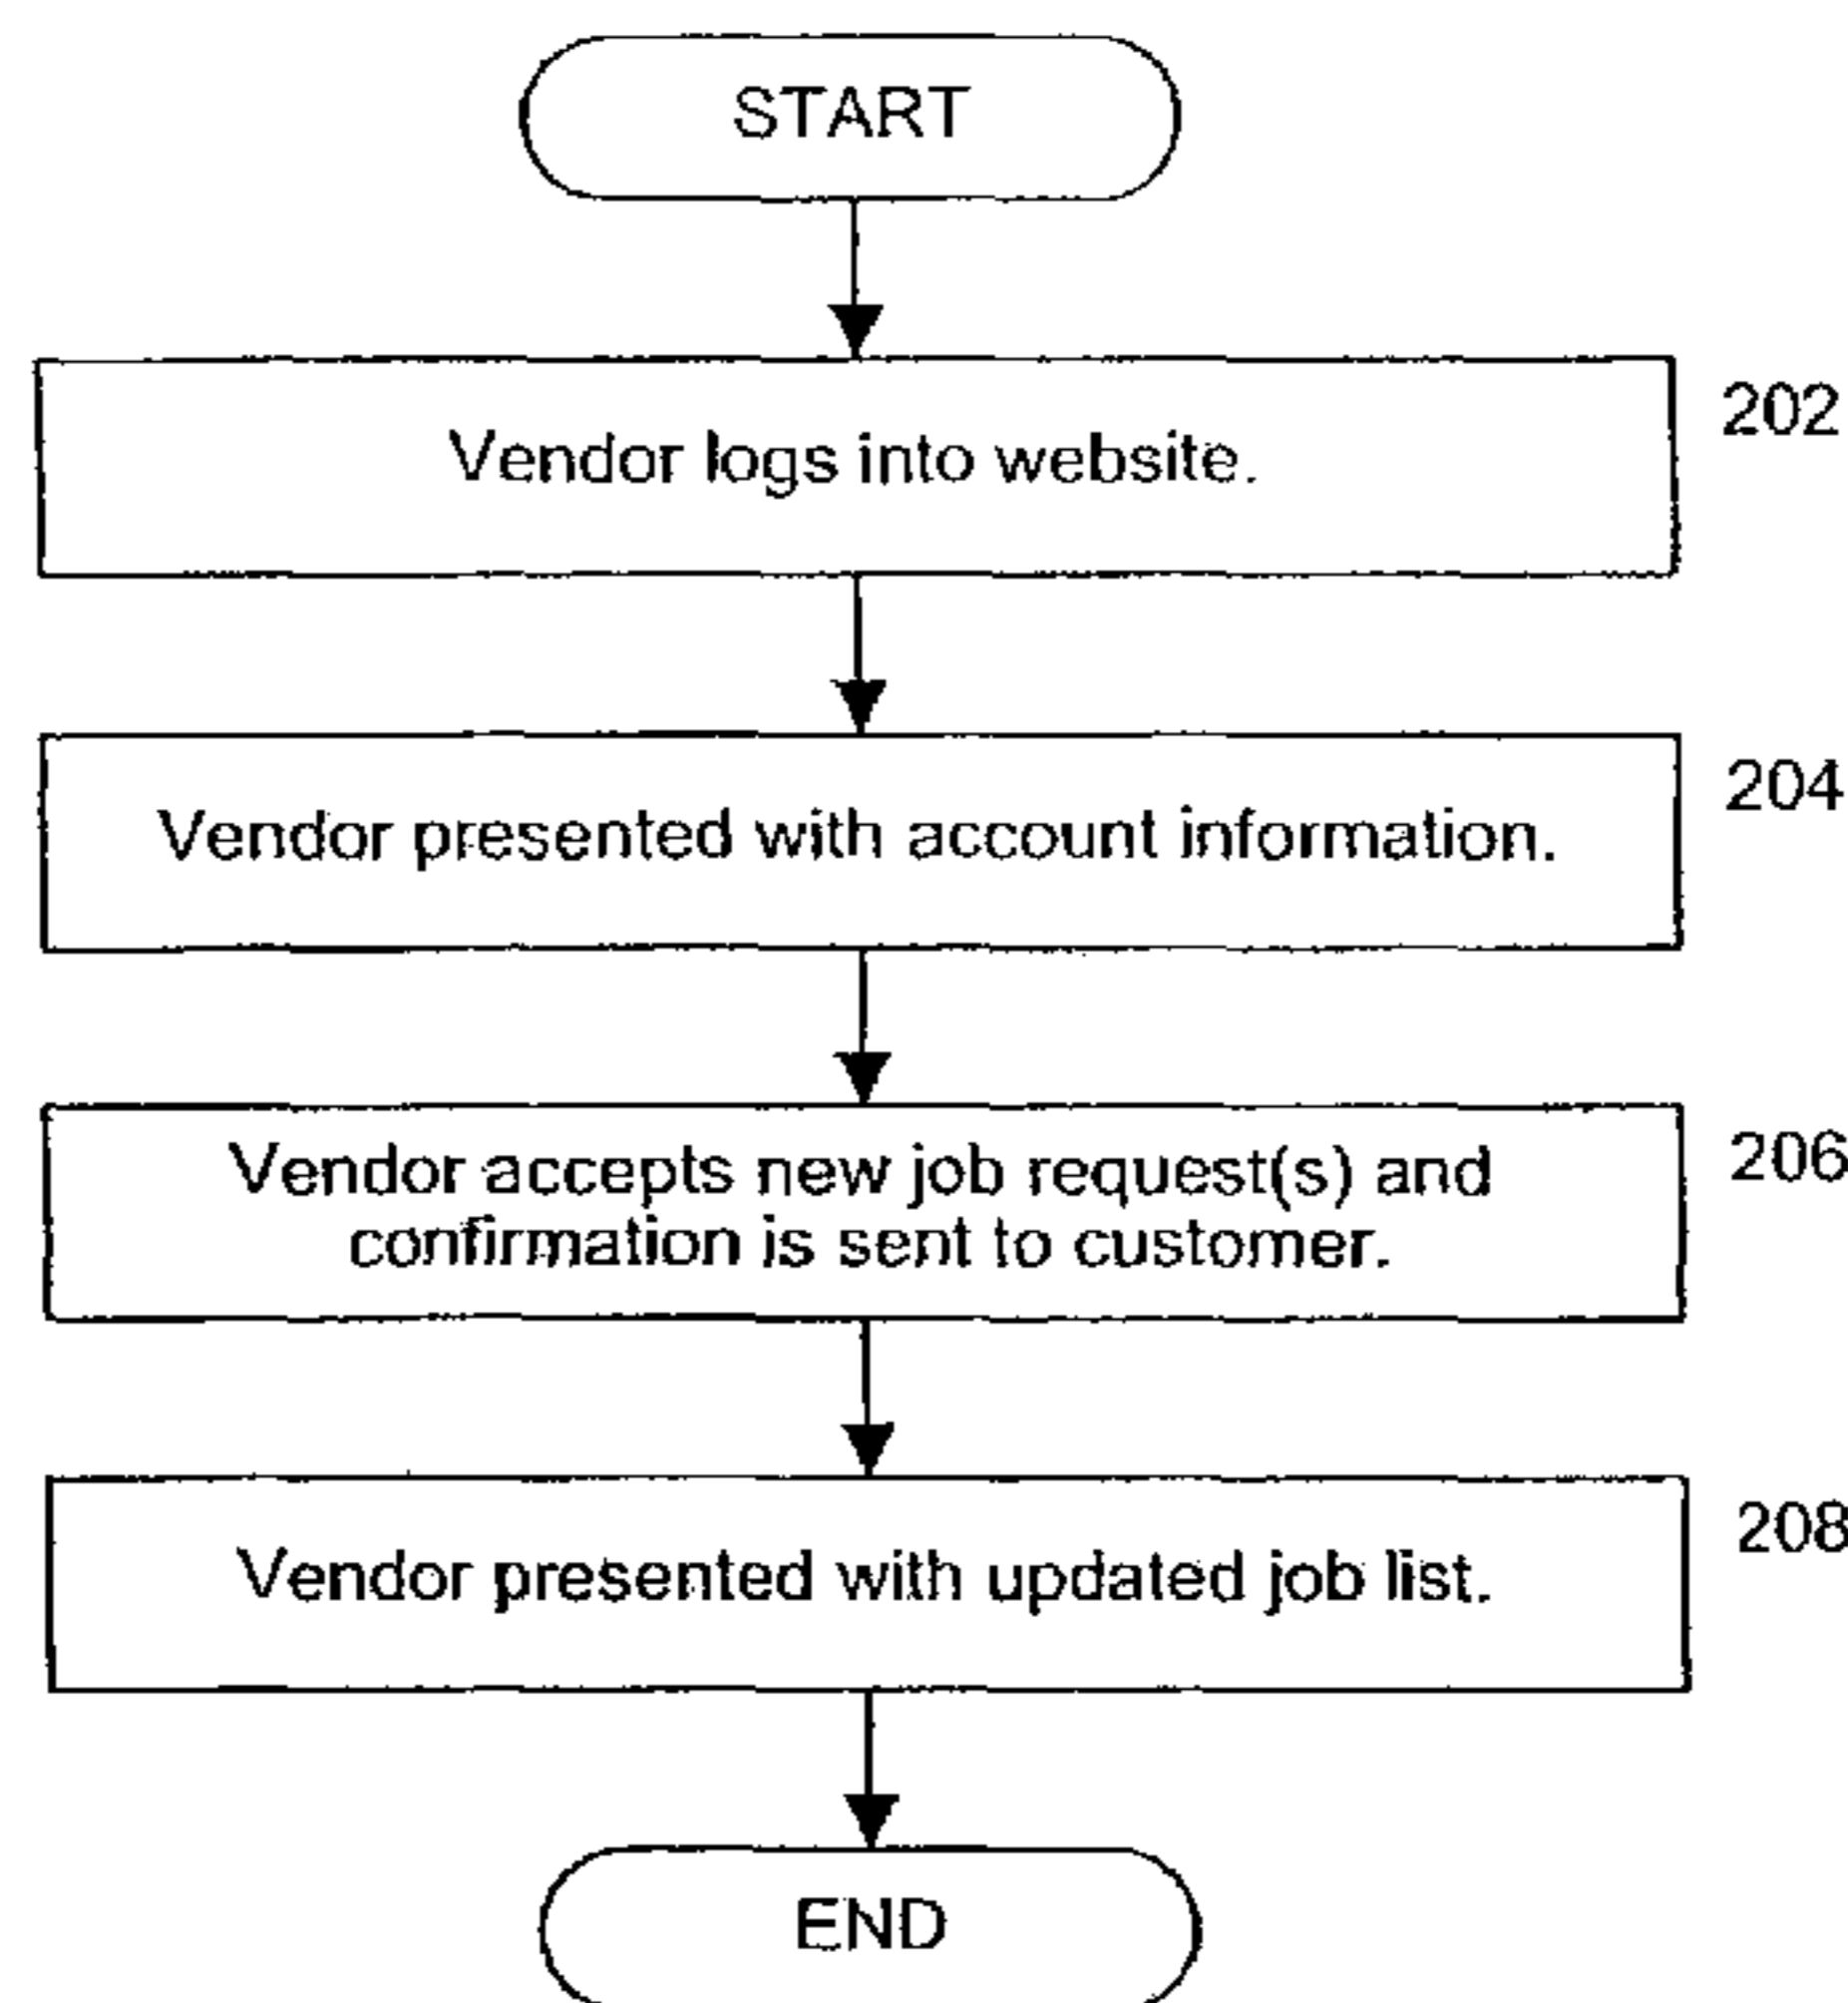 START
202
Vendor logs into website.
204
Vendor presented with account information.
206
Vendor accepts new job request(s) and
confirmation is sent to customer.
208
Vendor presented with updated job list.
END